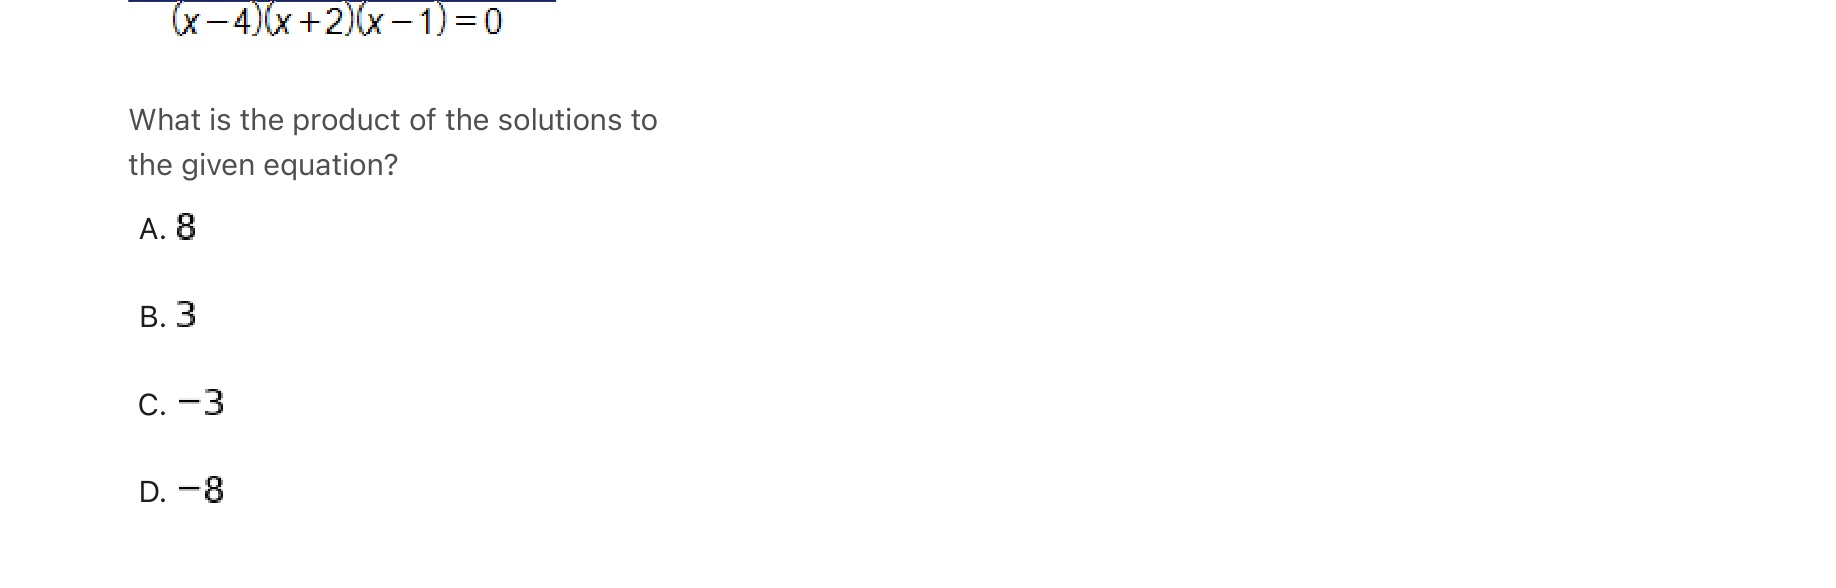 (x−4)(x+2)(x−1)=0
What is the product of the solutions to
the given equation?
A. 8
B. 3
C. −3
D. −8